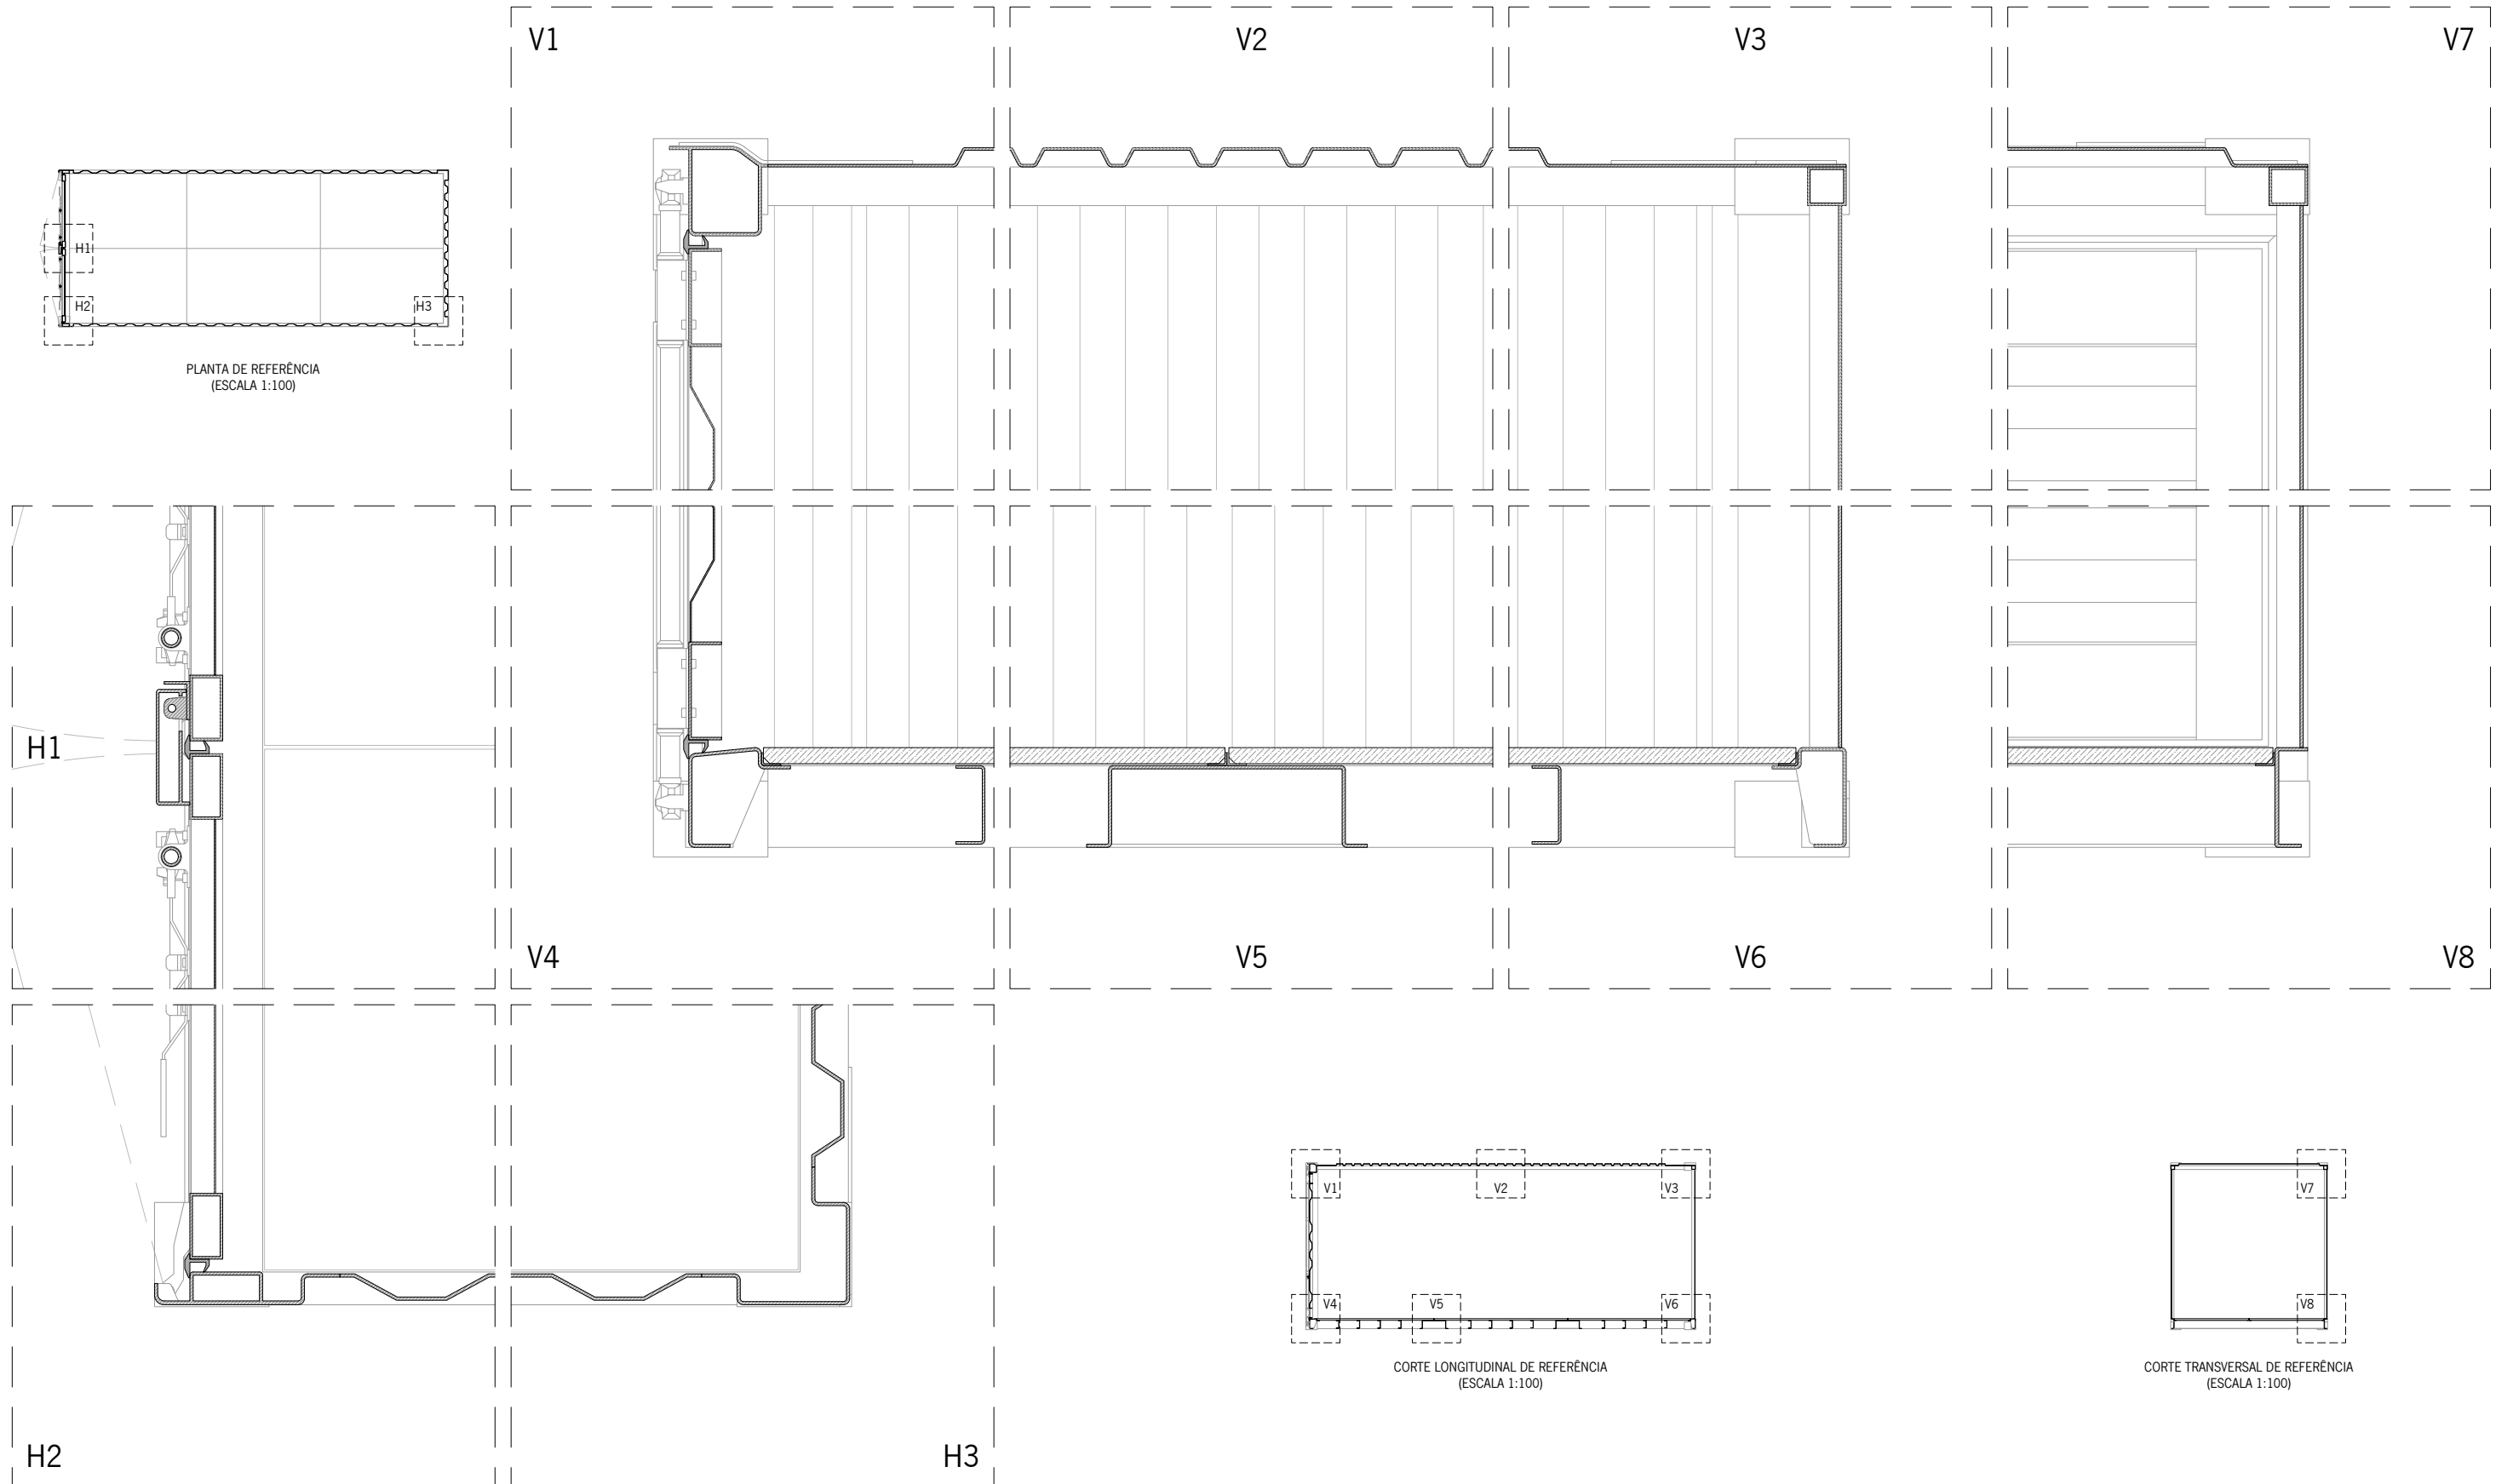 V1
V2
V3
V7
H1
H2
H3
PLANTA DE REFERÊNCIA
(ESCALA 1:100)
H1
V4
V5
V6
V8
H2
H3
V1
V2
V3
V4
V5
V6
CORTE LONGITUDINAL DE REFERÊNCIA
(ESCALA 1:100)
V7
V8
CORTE TRANSVERSAL DE REFERÊNCIA
(ESCALA 1:100)